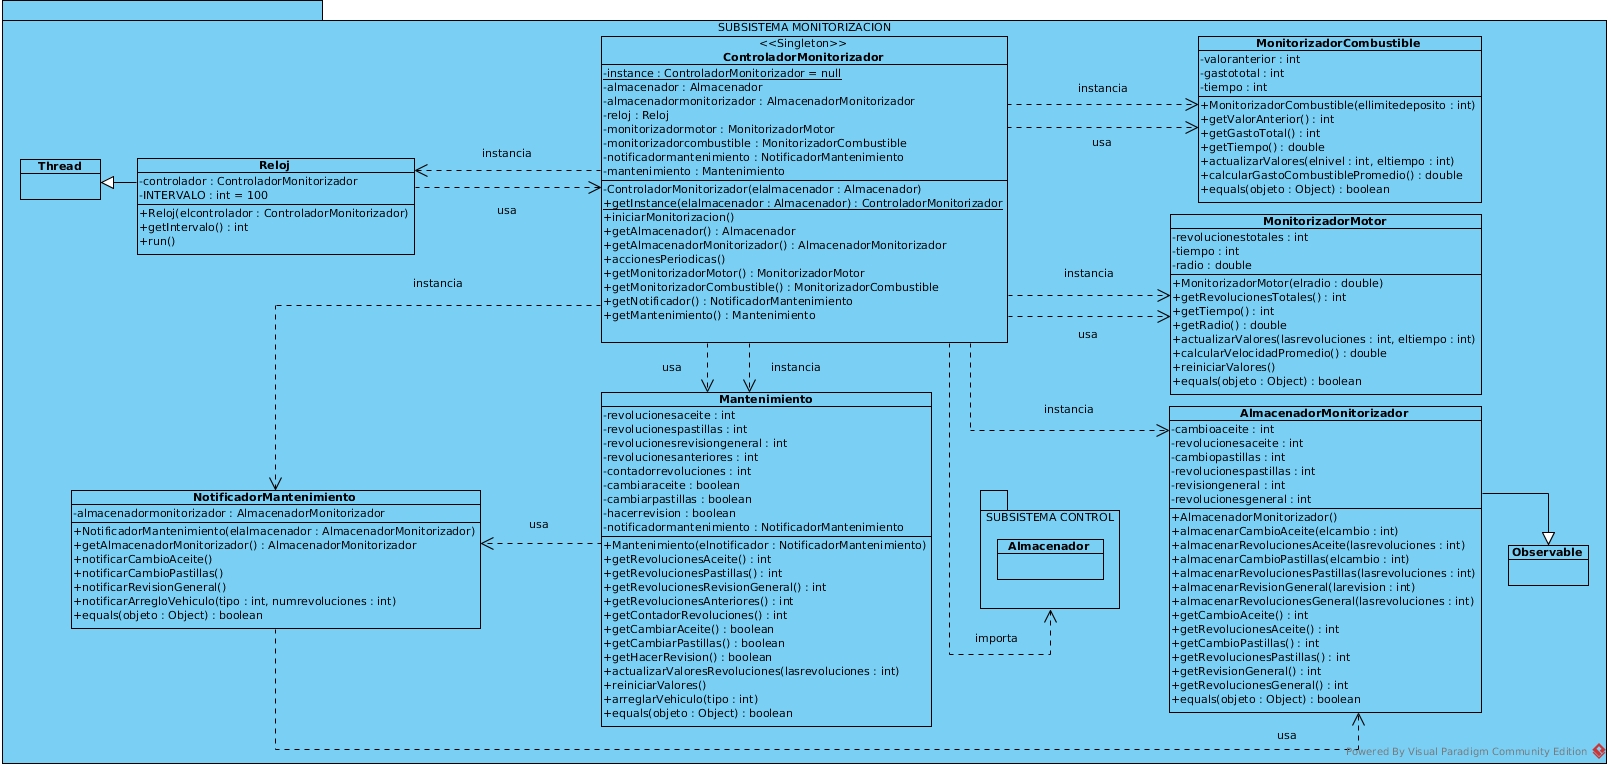 SUBSISTEMA MONITORIZACION
<<Singleton>>
ControladorMonitorizador
-instance : ControladorMonitorizador = null
-almacenador : Almacenador
-almacenadormonitorizador : AlmacenadorMonitorizador
-reloj : Reloj
-monitorizadormotor : MonitorizadorMotor
-monitorizadorcombustible : MonitorizadorCombustible
-notificadormantenimiento : NotificadorMantenimiento
-mantenimiento : Mantenimiento
-ControladorMonitorizador(elalmacenador : Almacenador)
+getInstance(elalmacenador : Almacenador) : ControladorMonitorizador
+iniciarMonitorizacion()
+getAlmacenador() : Almacenador
+getAlmacenadorMonitorizador() : AlmacenadorMonitorizador
+accionesPeriodicas()
+getMonitorizadorMotor() : MonitorizadorMotor
+getMonitorizadorCombustible() : MonitorizadorCombustible
+getNotificador() : NotificadorMantenimiento
+getMantenimiento() : Mantenimiento
instancia
usa
MonitorizadorCombustible
-valoranterior : int
-gastototal : int
-tiempo : int
+MonitorizadorCombustible(ellimitedeposito : int)
+getValorAnterior() : int
+getGastoTotal() : int
+getTiempo() : double
+actualizarValores(elnivel : int, eltiempo : int)
+calcularGastoCombustiblePromedio() : double
+equals(objeto : Object) : boolean
Thread
Reloj
-controlador : ControladorMonitorizador
-INTERVALO : int = 100
+Reloj(elcontrolador : ControladorMonitorizador)
+getIntervalo() : int
+run()
instancia
usa
instancia
instancia
usa
MonitorizadorMotor
-revolucionestotales : int
-tiempo : int
-radio : double
+MonitorizadorMotor(elradio : double)
+getRevolucionesTotales() : int
+getTiempo() : int
+getRadio() : double
+actualizarValores(lasrevoluciones : int, eltiempo : int)
+calcularVelocidadPromedio() : double
+reiniciarValores()
+equals(objeto : Object) : boolean
usa
instancia
Mantenimiento
-revolucionesaceite : int
-revolucionespastillas : int
-revolucionesrevisiongeneral : int
-revolucionesanteriores : int
-contadorrevoluciones : int
-cambiaraceite : boolean
-cambiarpastillas : boolean
-hacerrevision : boolean
-notificadormantenimiento : NotificadorMantenimiento
+Mantenimiento(elnotificador : NotificadorMantenimiento)
+getRevolucionesAceite() : int
+getRevolucionesPastillas() : int
+getRevolucionesRevisionGeneral() : int
+getRevolucionesAnteriores() : int
+getContadorRevoluciones() : int
+getCambiarAceite() : boolean
+getCambiarPastillas() : boolean
+getHacerRevision() : boolean
+actualizarValoresRevoluciones(lasrevoluciones : int)
+reiniciarValores()
+arreglarVehiculo(tipo : int)
+equals(objeto : Object) : boolean
instancia
AlmacenadorMonitorizador
-cambioaceite : int
-revolucionesaceite : int
-cambiopastillas : int
-revolucionespastillas : int
-revisiongeneral : int
-revolucionesgeneral : int
+AlmacenadorMonitorizador()
+almacenarCambioAceite(elcambio : int)
+almacenarRevolucionesAceite(lasrevoluciones : int)
+almacenarCambioPastillas(elcambio : int)
+almacenarRevolucionesPastillas(lasrevoluciones : int)
+almacenarRevisionGeneral(larevision : int)
+almacenarRevolucionesGeneral(lasrevoluciones : int)
+getCambioAceite() : int
+getRevolucionesAceite() : int
+getCambioPastillas() : int
+getRevolucionesPastillas() : int
+getRevisionGeneral() : int
+getRevolucionesGeneral() : int
+equals(objeto : Object) : boolean
Observable
NotificadorMantenimiento
-almacenadormonitorizador : AlmacenadorMonitorizador
+NotificadorMantenimiento(elalmacenador : AlmacenadorMonitorizador)
+getAlmacenadorMonitorizador() : AlmacenadorMonitorizador
+notificarCambioAceite()
+notificarCambioPastillas()
+notificarRevisionGeneral()
+notificarArregloVehiculo(tipo : int, numrevoluciones : int)
+equals(objeto : Object) : boolean
usa
SUBSISTEMA CONTROL
Almacenador
importa
usa
Powered By Visual Paradigm Community Edition